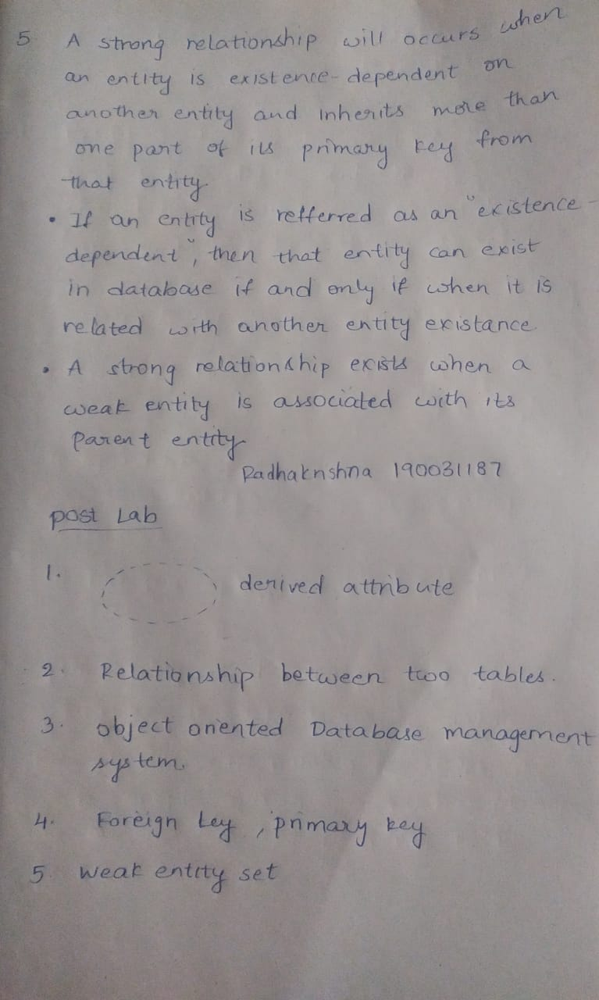 5 A strong relationship will occurs when
an entity is existence-dependent on
another entity and inherits more than
one part of its primary key from
that entity.
• If an entity is refferred as an "existence-
dependent", then that entity can exist
in database if and only if when it is
related with another entity existance.
• A strong relationship exists when a
weak entity is associated with its
parent entity
Radhakrishna 190031187
post Lab
1. derived attribute
2. Relationship between two tables.
3. object oriented Database management
system.
4. Foreign key, primary key
5 weak entity set